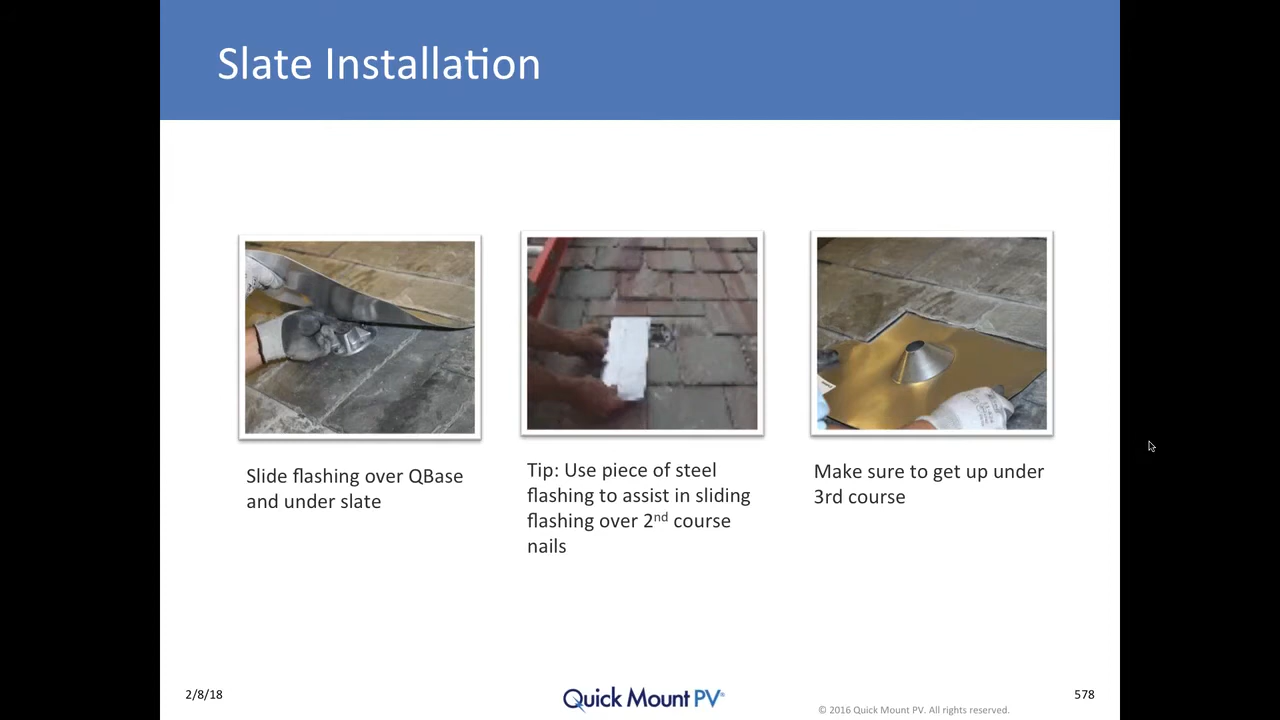 Slate Installation
Slide flashing over QBase
and under slate
Tip: Use piece of steel
flashing to assist in sliding
flashing over 2nd course
nails
Make sure to get up under
3rd course
2/8/18
Quick Mount PV®
© 2016 Quick Mount PV. All rights reserved.
578